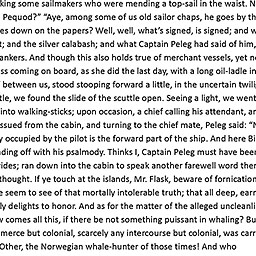 king some sailmakers who were mending a top-sail in the waist. N
Pequod?" "Aye, among some of us old sailor chaps, he goes by th
es down on the papers? Well, well, what's signed, is signed; and w
t; and the silver calabash; and what Captain Peleg had said of him,
ankers. And though this also holds true of merchant vessels, yet n
ss coming on board, as she did the last day, with a long oil-ladle in
between us, stood stooping forward a little, in the uncertain twilig
tle, we found the slide of the scuttle open. Seeing a light, we went
into walking-sticks; upon occasion, a chief calling his attendant, an
issued from the cabin, and turning to the chief mate, Peleg said: "N
y occupied by the pilot is the forward part of the ship. And here Bi
nding off with his psalmody. Thinks I, Captain Peleg must have been
ides; ran down into the cabin to speak another farewell word there
thought. If ye touch at the islands, Mr. Flask, beware of fornication
e seem to see of that mortally intolerable truth; that all deep, earn
ly delights to honor. And as for the matter of the alleged uncleanli
w comes all this, if there be not something puissant in whaling? Bu
merce but colonial, scarcely any intercourse but colonial, was carr
Other, the Norwegian whale-hunter of those times! And who